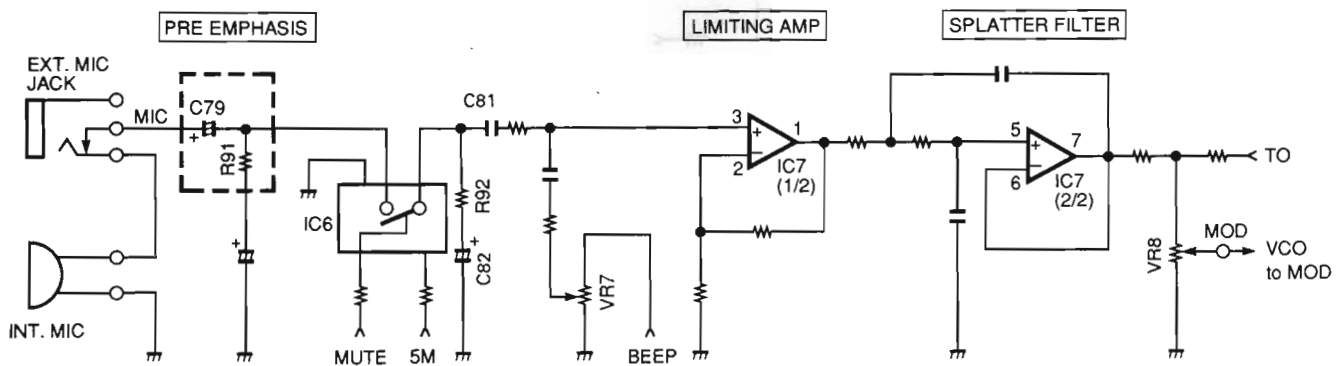 PRE EMPHASIS
LIMITING AMP
SPLATTER FILTER
EXT. MIC
JACK
MIC
C79
R91
C81
R92
C82
IC6
MUTE
5M
VR7
BEEP
3
2
1
IC7
(1/2)
5
6
7
IC7
(2/2)
TO
VR8
MOD
VCO
to MOD
INT. MIC
+
+
+
+
−
+
−